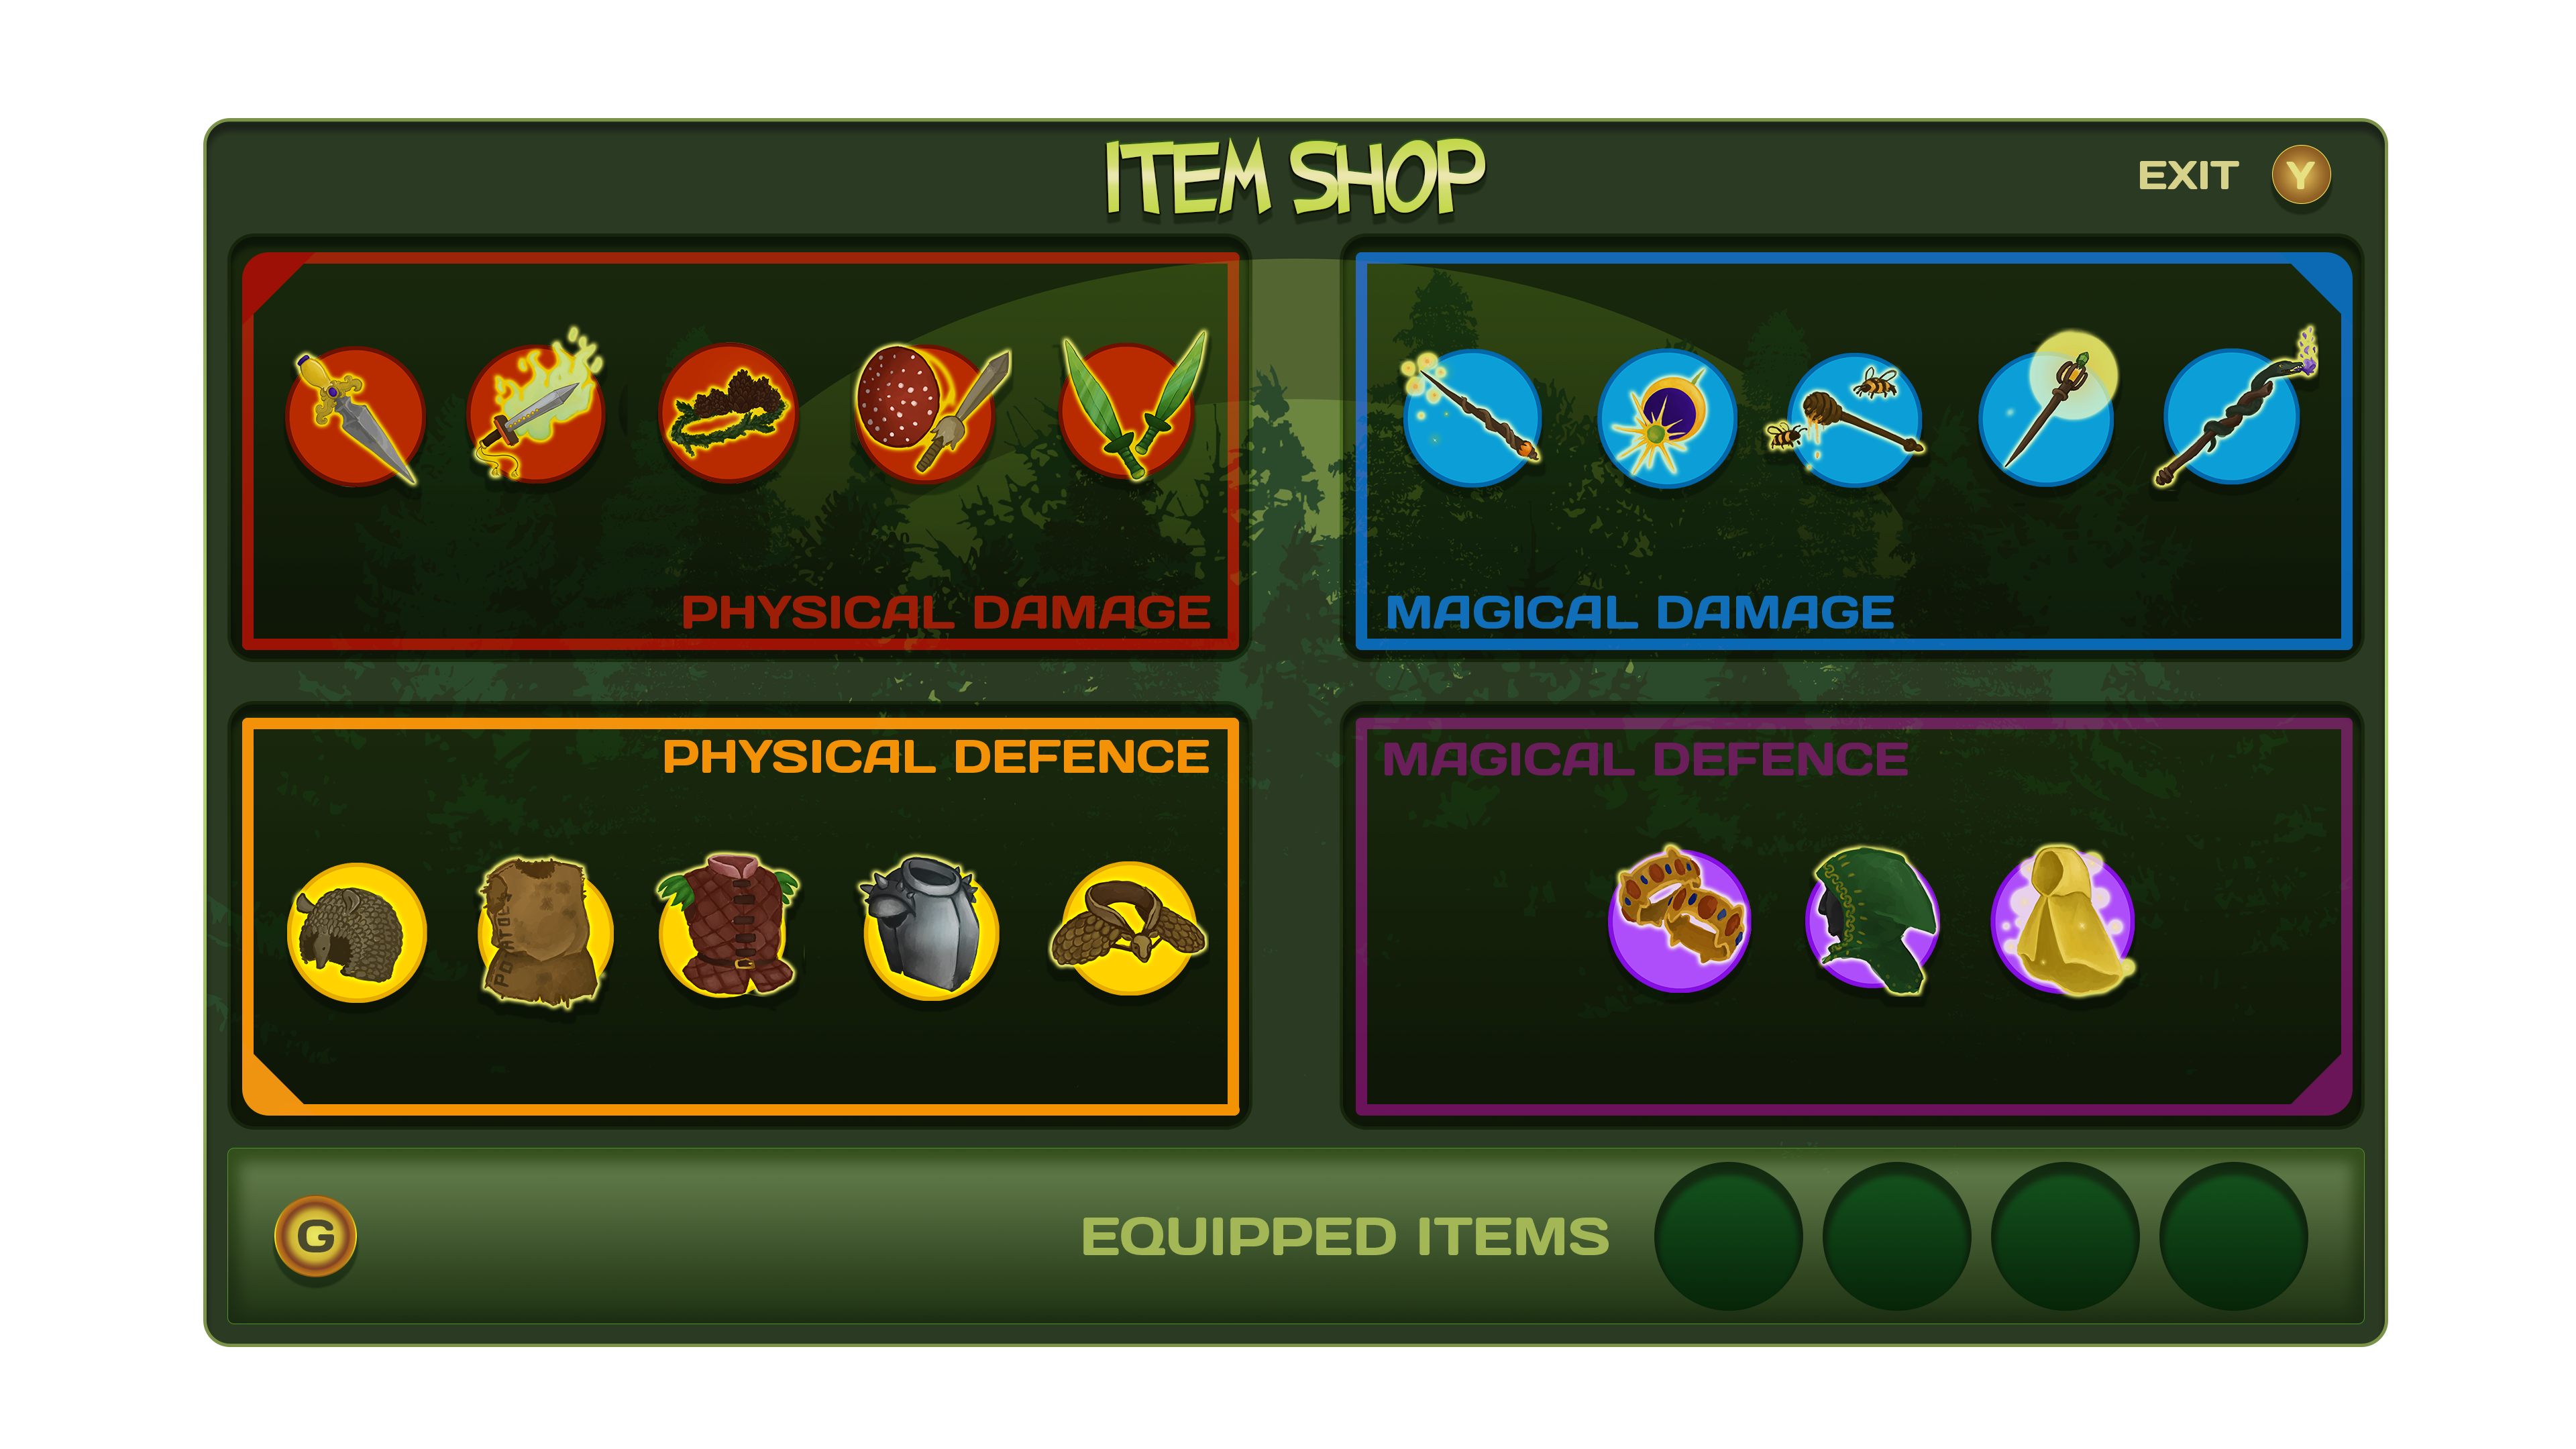 ITEM SHOP
EXIT Y
PHYSICAL DAMAGE
MAGICAL DAMAGE
PHYSICAL DEFENCE
MAGICAL DEFENCE
G
EQUIPPED ITEMS